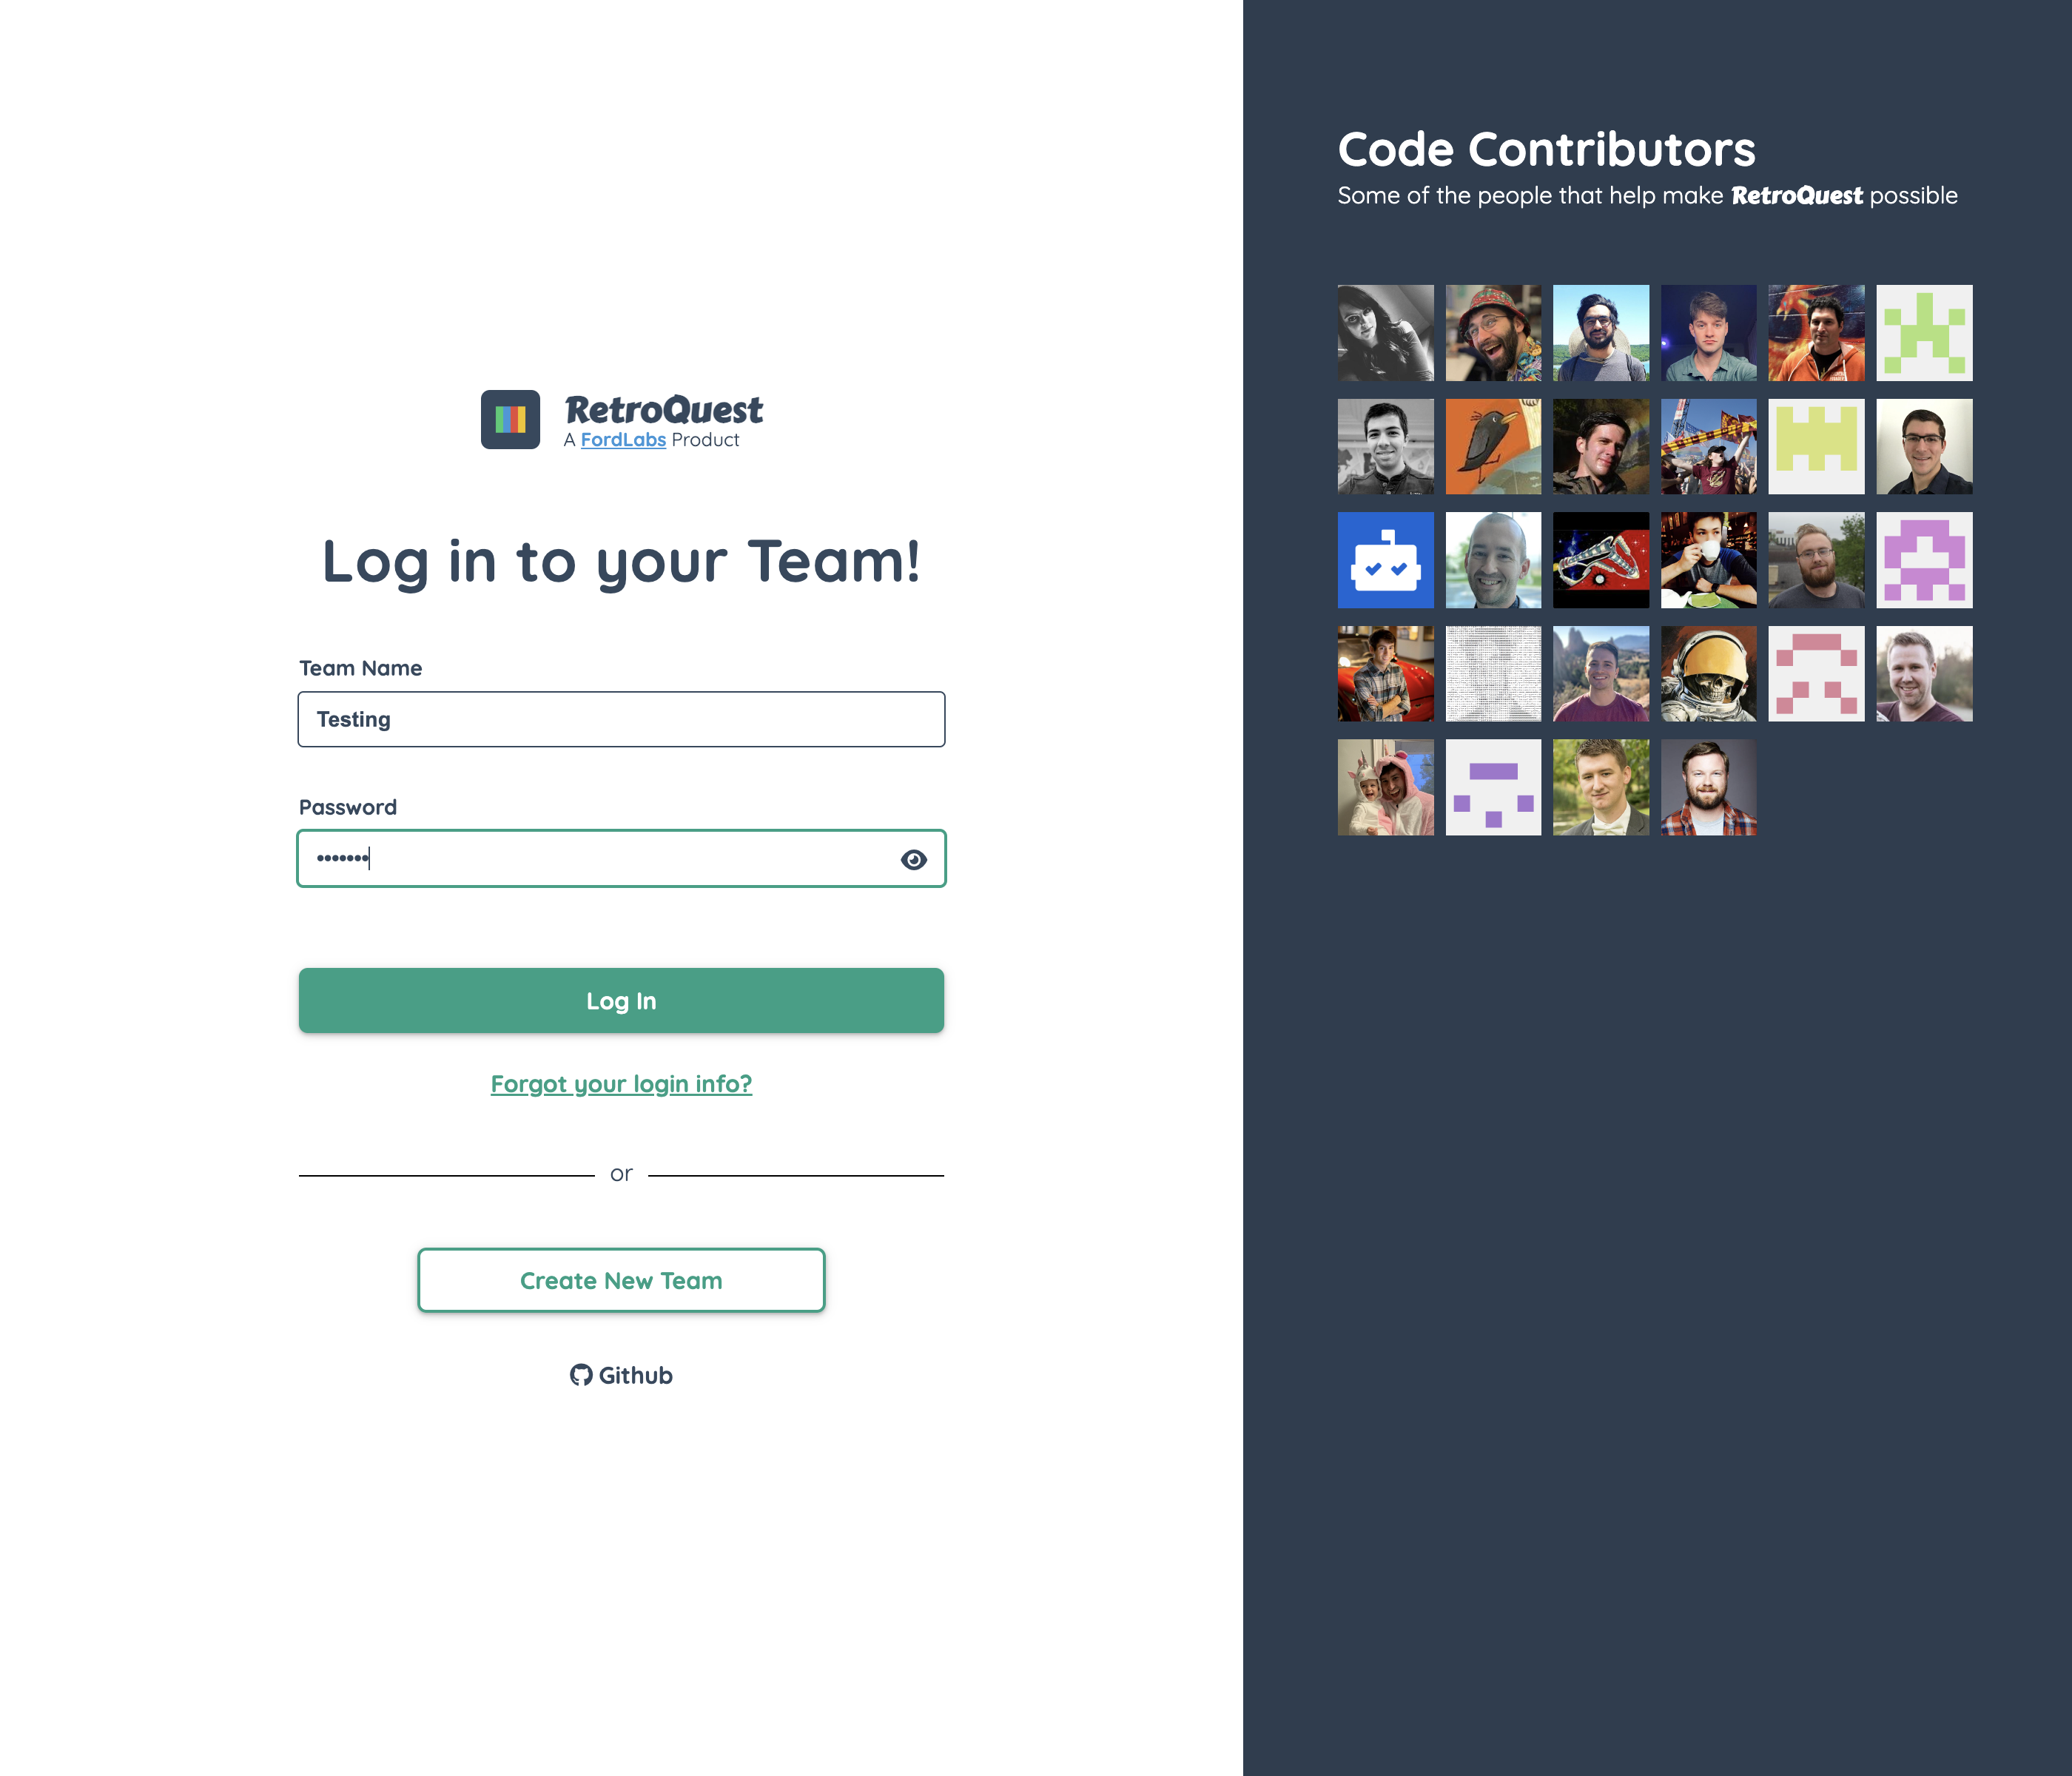 RetroQuest
A FordLabs Product
Log in to your Team!
Team Name
Testing
Password
•••••••
Log In
Forgot your login info?
or
Create New Team
Github
Code Contributors
Some of the people that help make RetroQuest possible